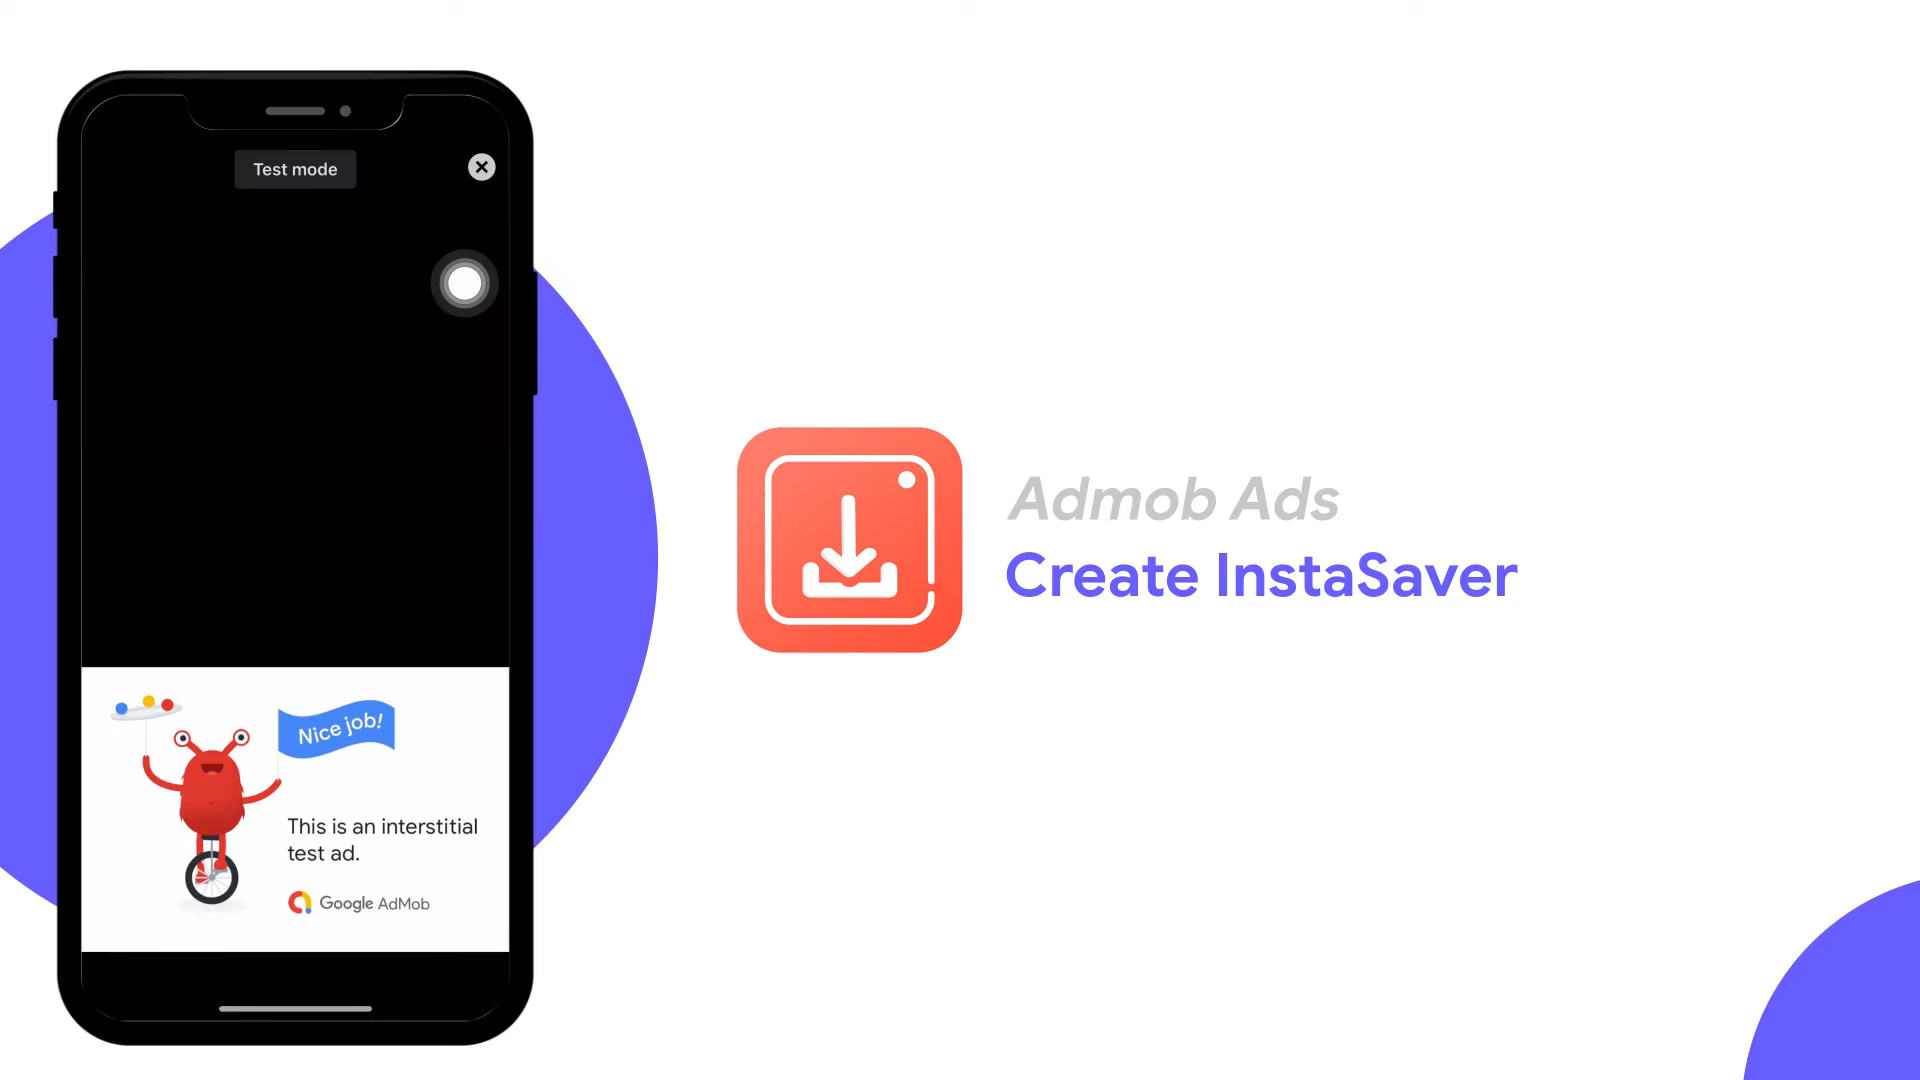 Test mode
Nice job!
This is an interstitial
test ad.
Google AdMob
Admob Ads
Create InstaSaver